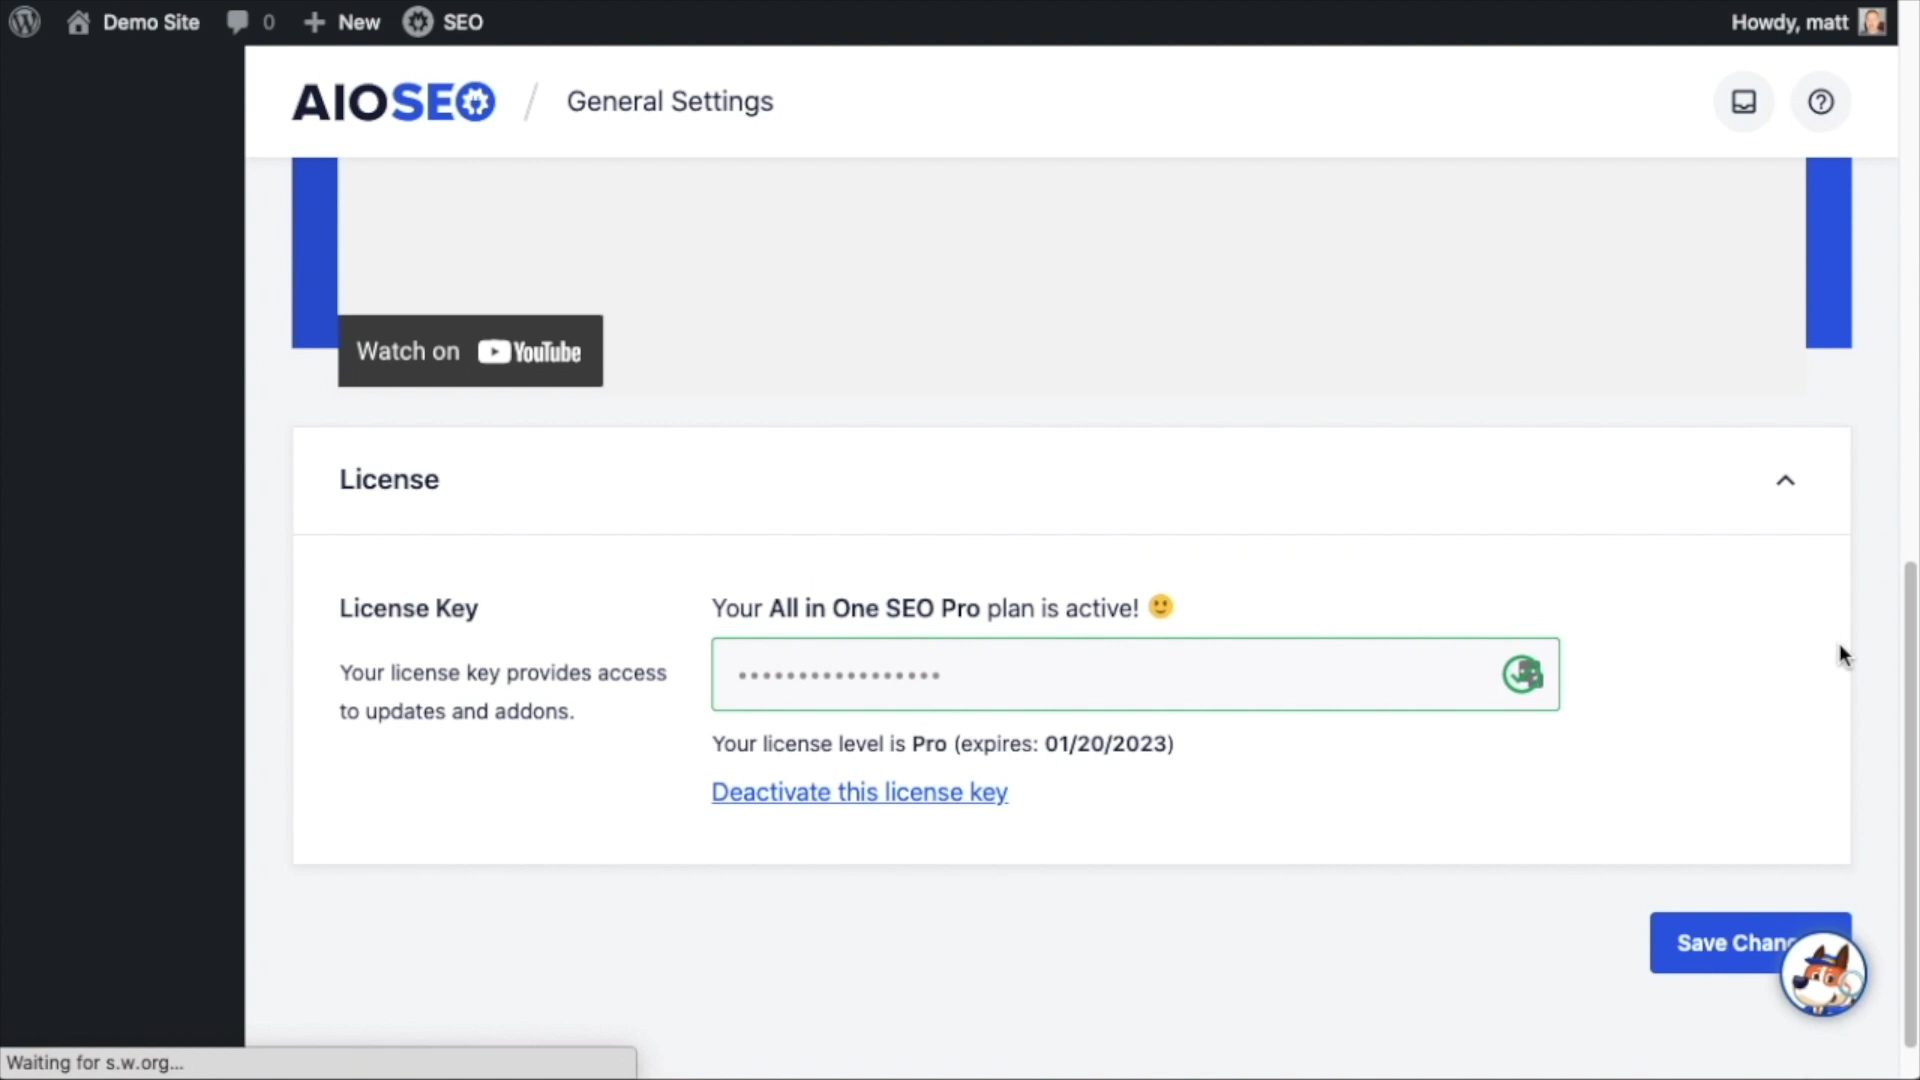 Demo Site
0
New
SEO
Howdy, matt
AIOSEO / General Settings
Watch on YouTube
License
License Key
Your All in One SEO Pro plan is active! 🙂
Your license key provides access
to updates and addons.
•••••••••••••••••
Your license level is Pro (expires: 01/20/2023)
Deactivate this license key
Save Chan
Waiting for s.w.org...